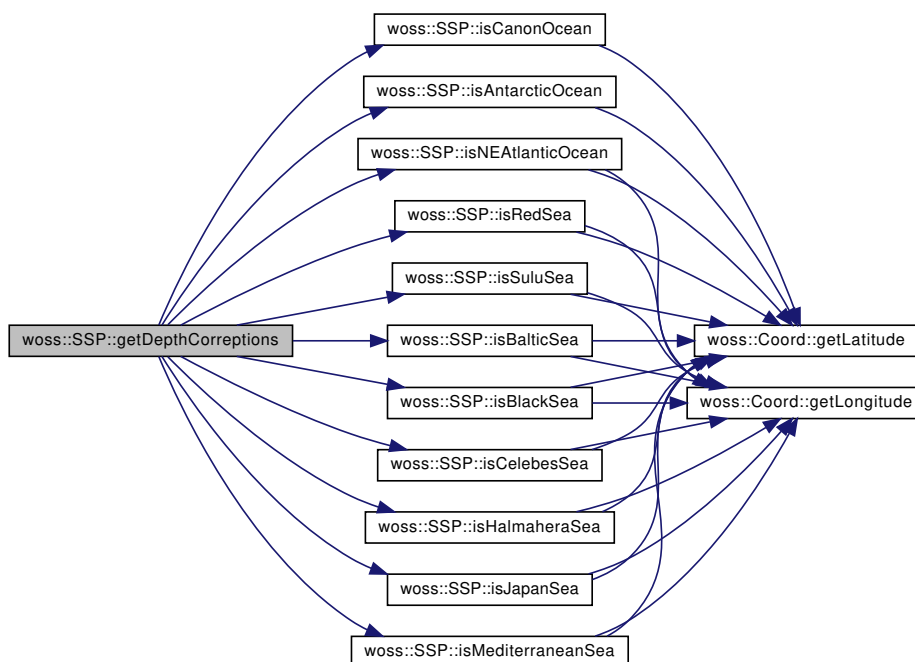 woss::SSP::isCanonOcean
woss::SSP::isAntarcticOcean
woss::SSP::isNEAtlanticOcean
woss::SSP::isRedSea
woss::SSP::isSuluSea
woss::SSP::getDepthCorreptions
woss::SSP::isBalticSea
woss::Coord::getLatitude
woss::SSP::isBlackSea
woss::Coord::getLongitude
woss::SSP::isCelebesSea
woss::SSP::isHalmaheraSea
woss::SSP::isJapanSea
woss::SSP::isMediterraneanSea